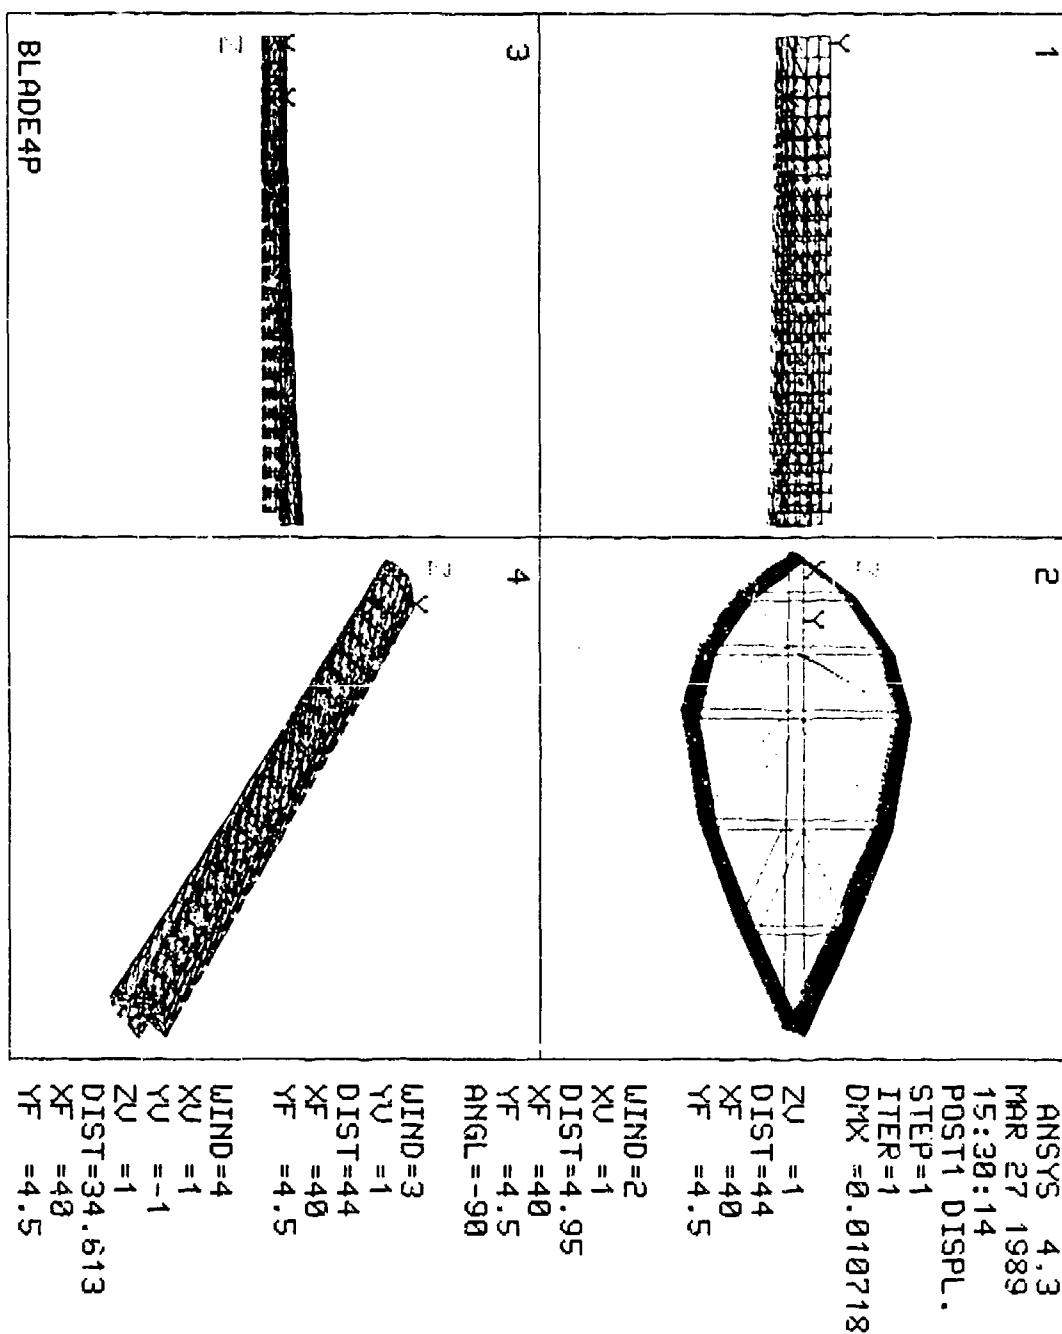 1
2
3
4
Y
Y
X
Y
Y
Z
Y
Z
Z
BLADE4P
ANSYS 4.3
MAR 27 1989
15:30:14
POST1 DISPL.
STEP=1
ITER=1
DMX =0.010718
ZV =1
DIST=44
XF =40
YF =4.5
WIND=2
XV =1
DIST=4.95
XF =40
YF =4.5
ANGL=-90
WIND=3
YV =1
DIST=44
XF =40
YF =4.5
WIND=4
XV =1
YV =-1
ZV =1
DIST=34.613
XF =40
YF =4.5